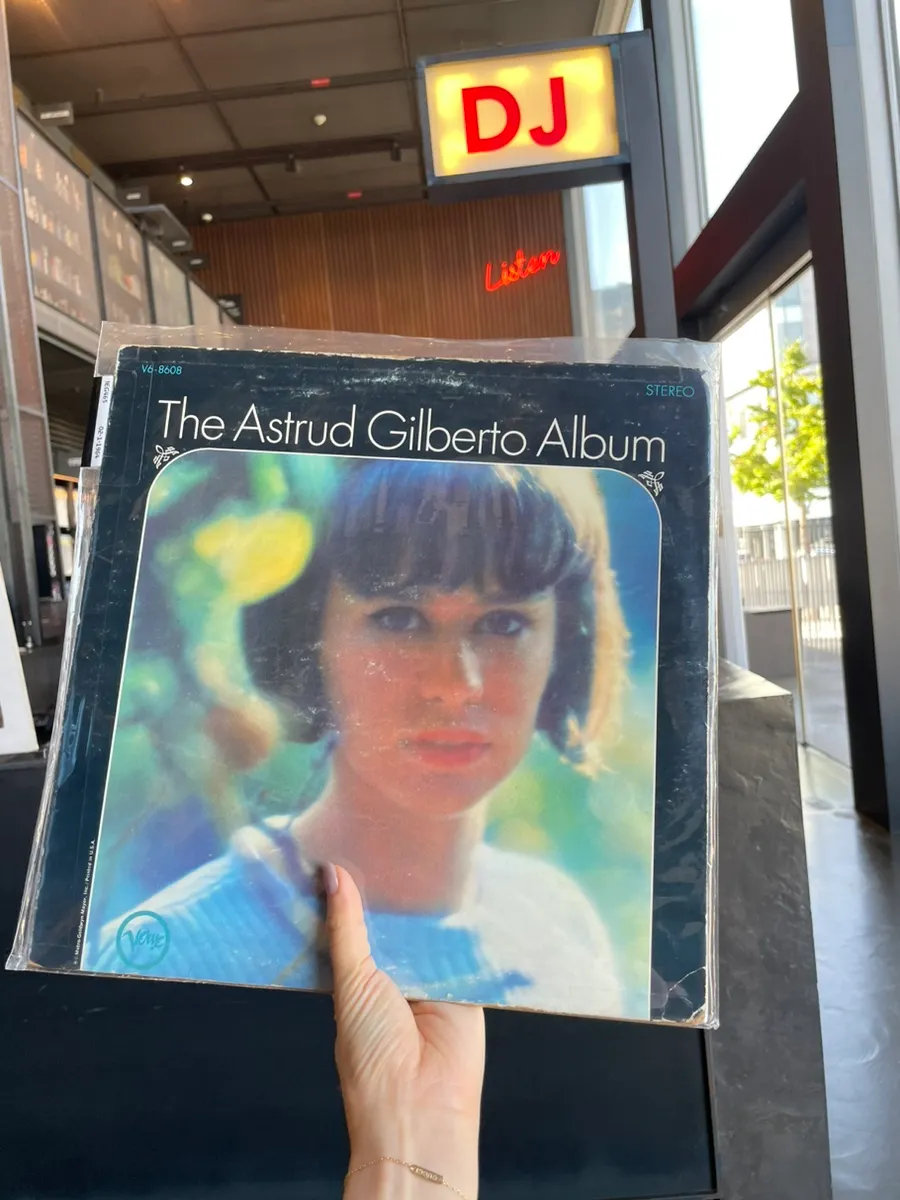 DJ
Listen
V6-8608
STEREO
The Astrud Gilberto Album
Verve